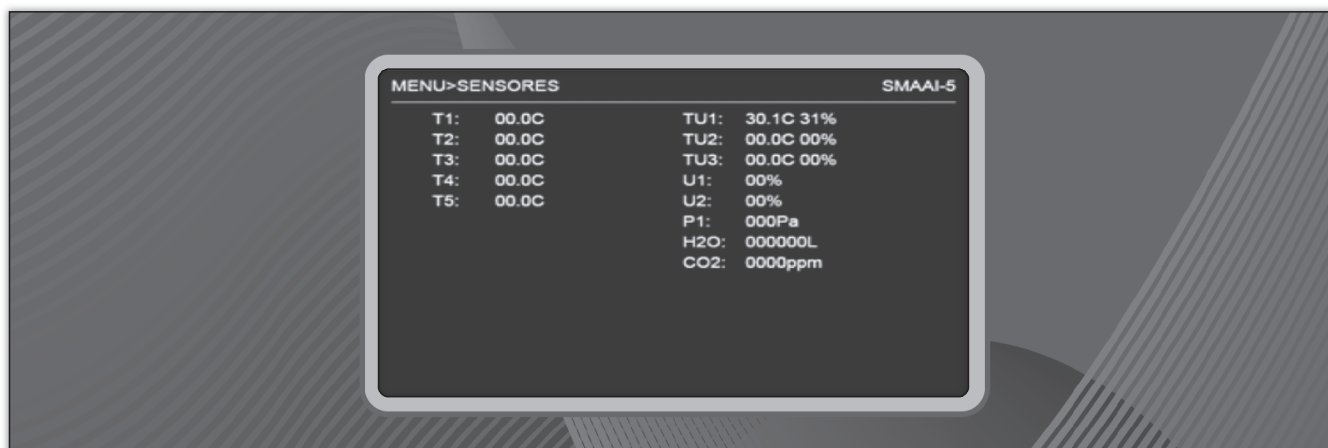 MENU>SENSORES SMAAI-5
T1: 00.0C TU1: 30.1C 31%
T2: 00.0C TU2: 00.0C 00%
T3: 00.0C TU3: 00.0C 00%
T4: 00.0C U1: 00%
T5: 00.0C U2: 00%
P1: 000Pa
H2O: 000000L
CO2: 0000ppm